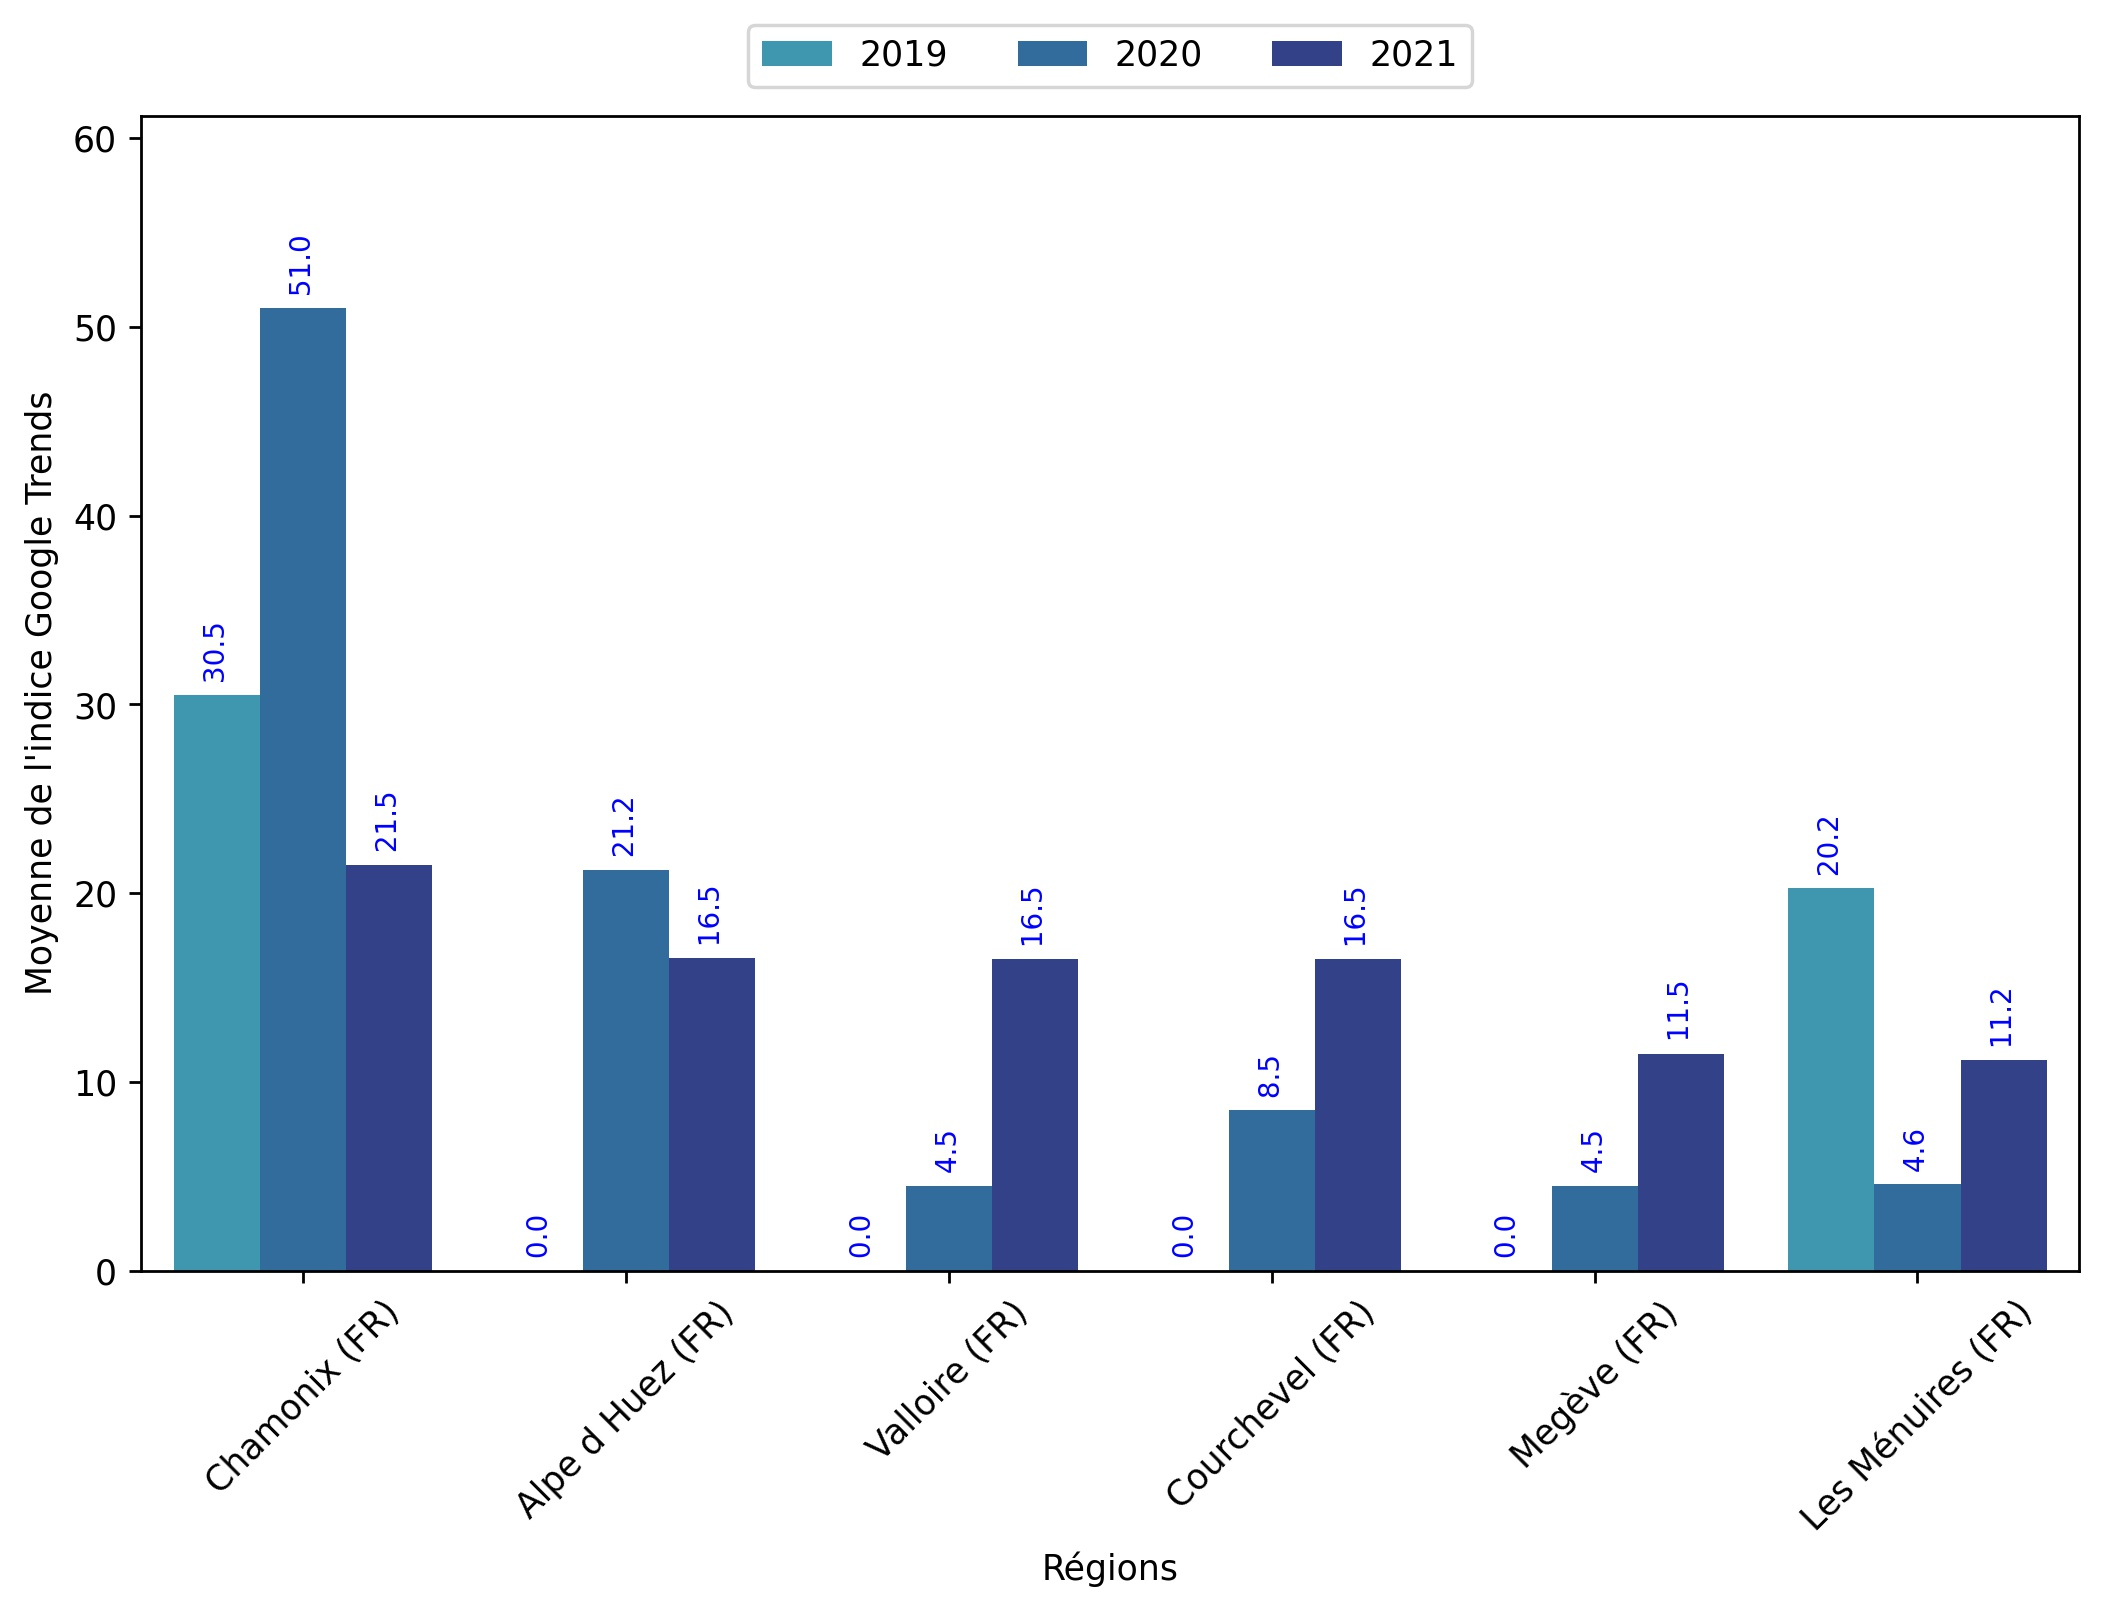 2019 2020 2021
Moyenne de l'indice Google Trends
60
50
40
30
20
10
0
30.5
51.0
21.5
0.0
21.2
16.5
0.0
4.5
16.5
0.0
8.5
16.5
0.0
4.5
11.5
20.2
4.6
11.2
Chamonix (FR)
Alpe d Huez (FR)
Valloire (FR)
Courchevel (FR)
Megève (FR)
Les Ménuires (FR)
Régions